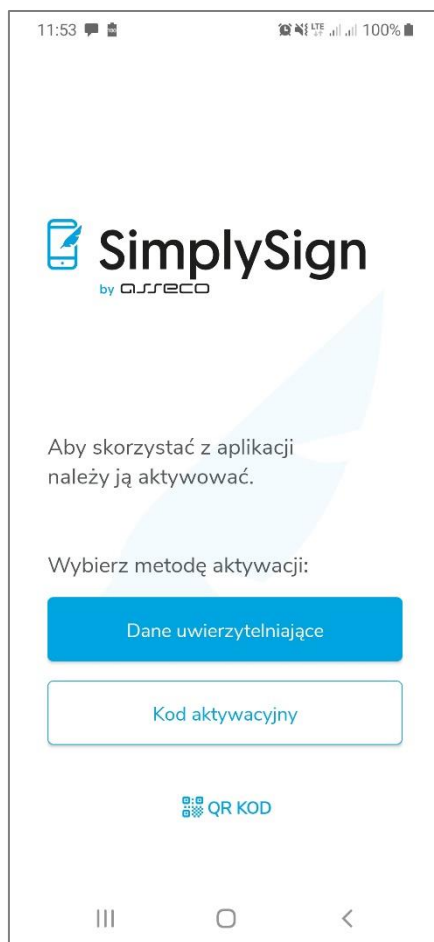 11:53
LTE
100%
SimplySign
by asseco
Aby skorzystać z aplikacji
należy ją aktywować.
Wybierz metodę aktywacji:
Dane uwierzytelniające
Kod aktywacyjny
QR KOD